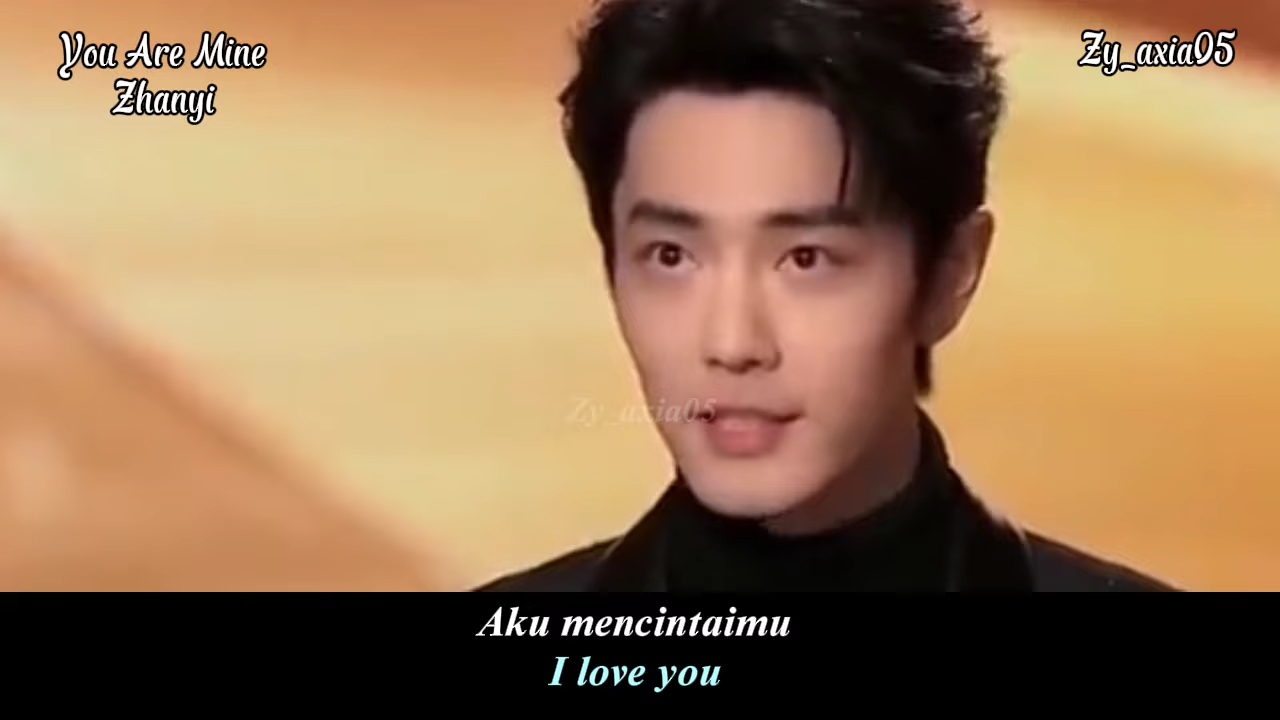 You Are Mine
Zhanyi
Zy_axia05
Zy_axia05
Aku mencintaimu
I love you